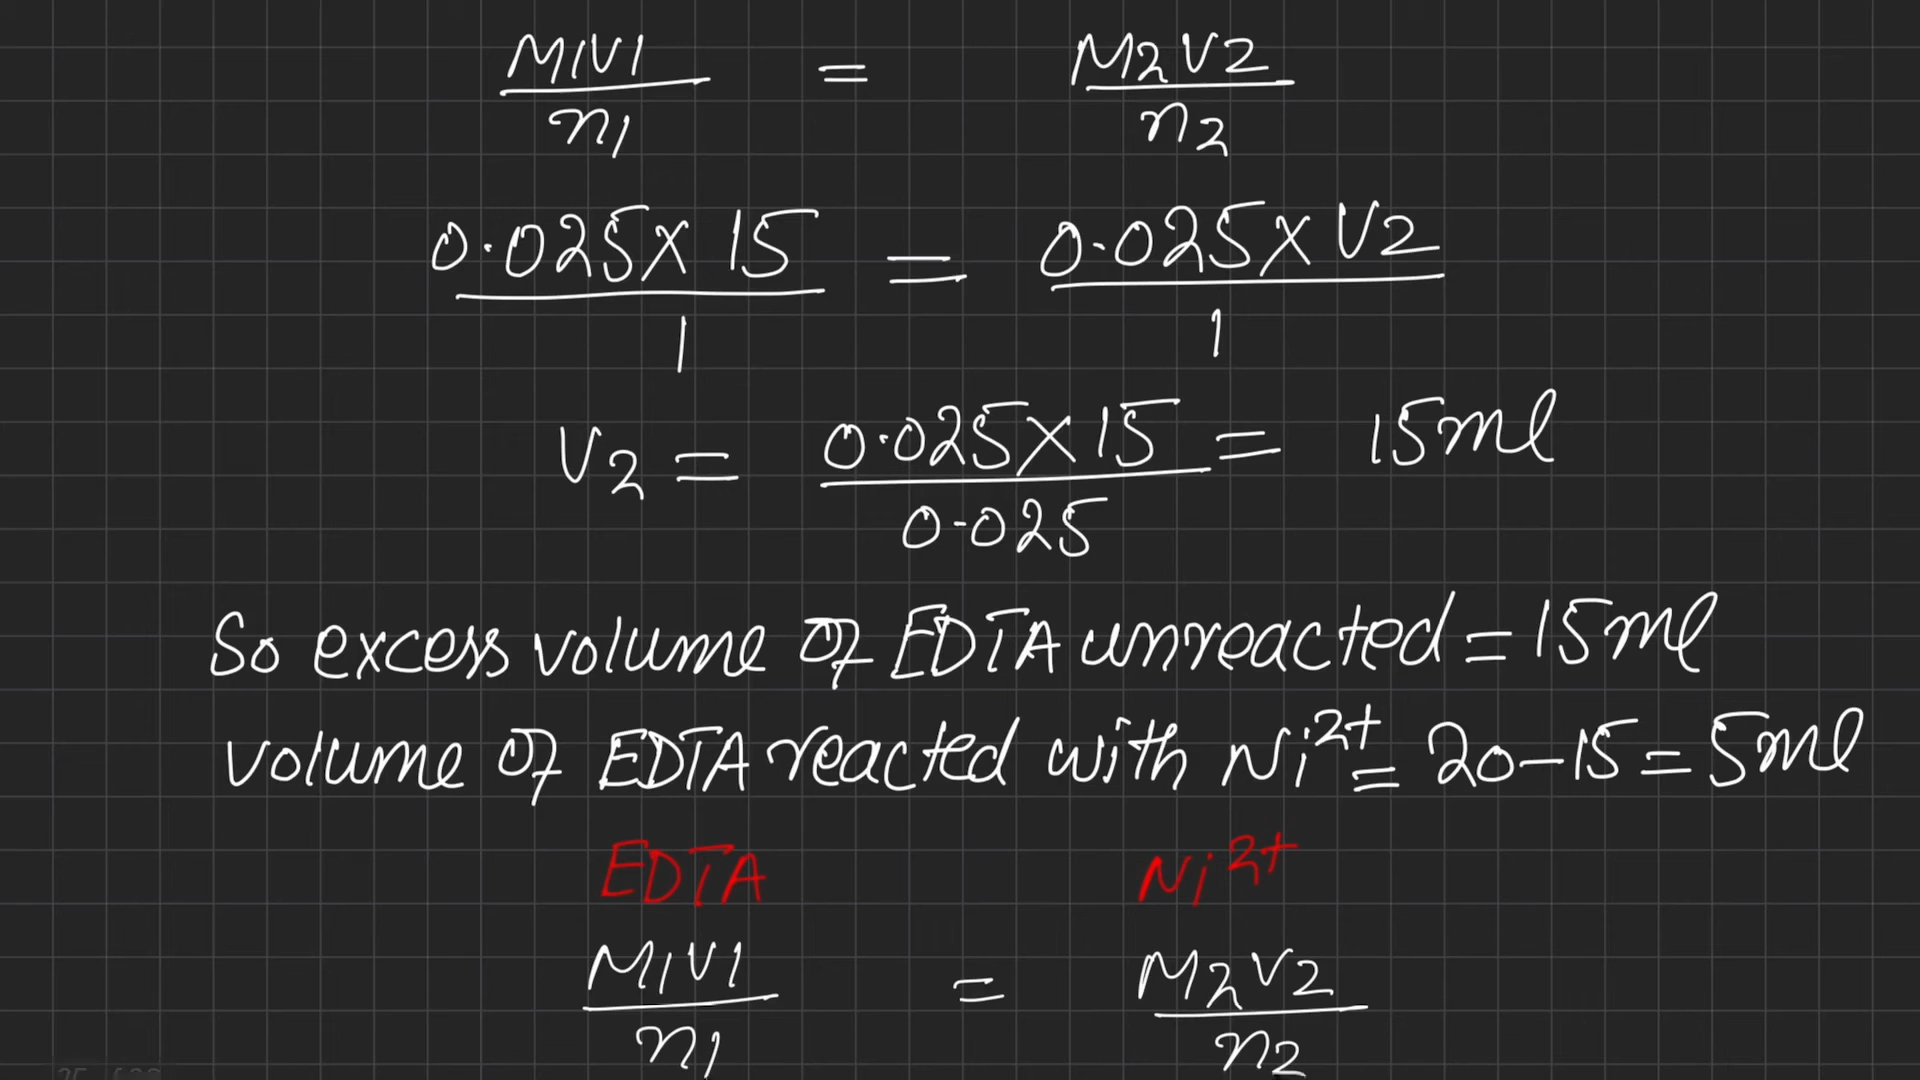 M1V1 / n1 = M2V2 / n2
0.025 × 15 / 1 = 0.025 × V2 / 1
V2 = 0.025 × 15 / 0.025 = 15ml
So excess volume of EDTA unreacted = 15ml
volume of EDTA reacted with Ni²⁺ = 20-15 = 5ml
EDTA Ni²⁺
M1V1 / n1 = M2V2 / n2